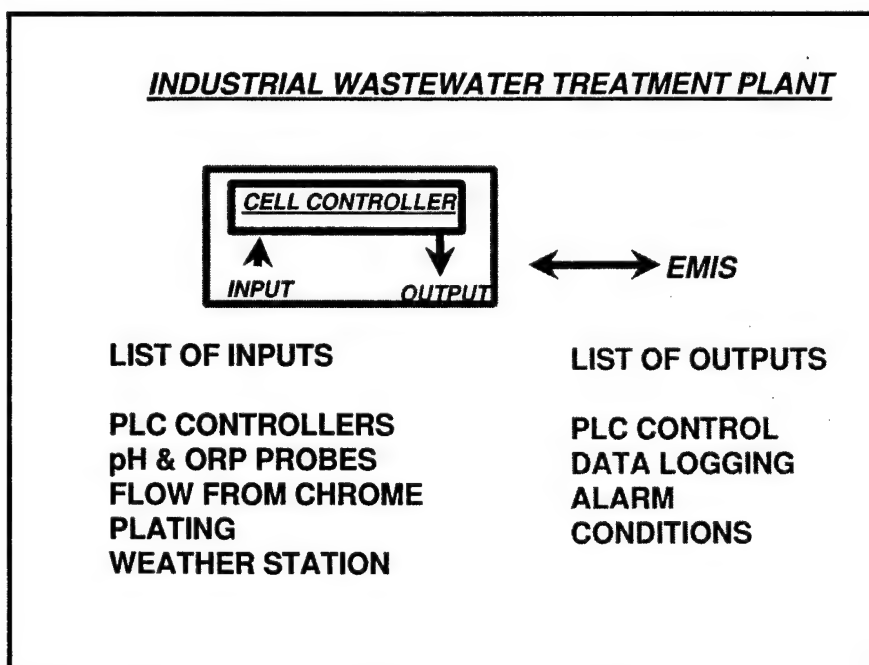 INDUSTRIAL WASTEWATER TREATMENT PLANT
CELL CONTROLLER
INPUT
OUTPUT
EMIS
LIST OF INPUTS
PLC CONTROLLERS
pH & ORP PROBES
FLOW FROM CHROME
PLATING
WEATHER STATION
LIST OF OUTPUTS
PLC CONTROL
DATA LOGGING
ALARM
CONDITIONS